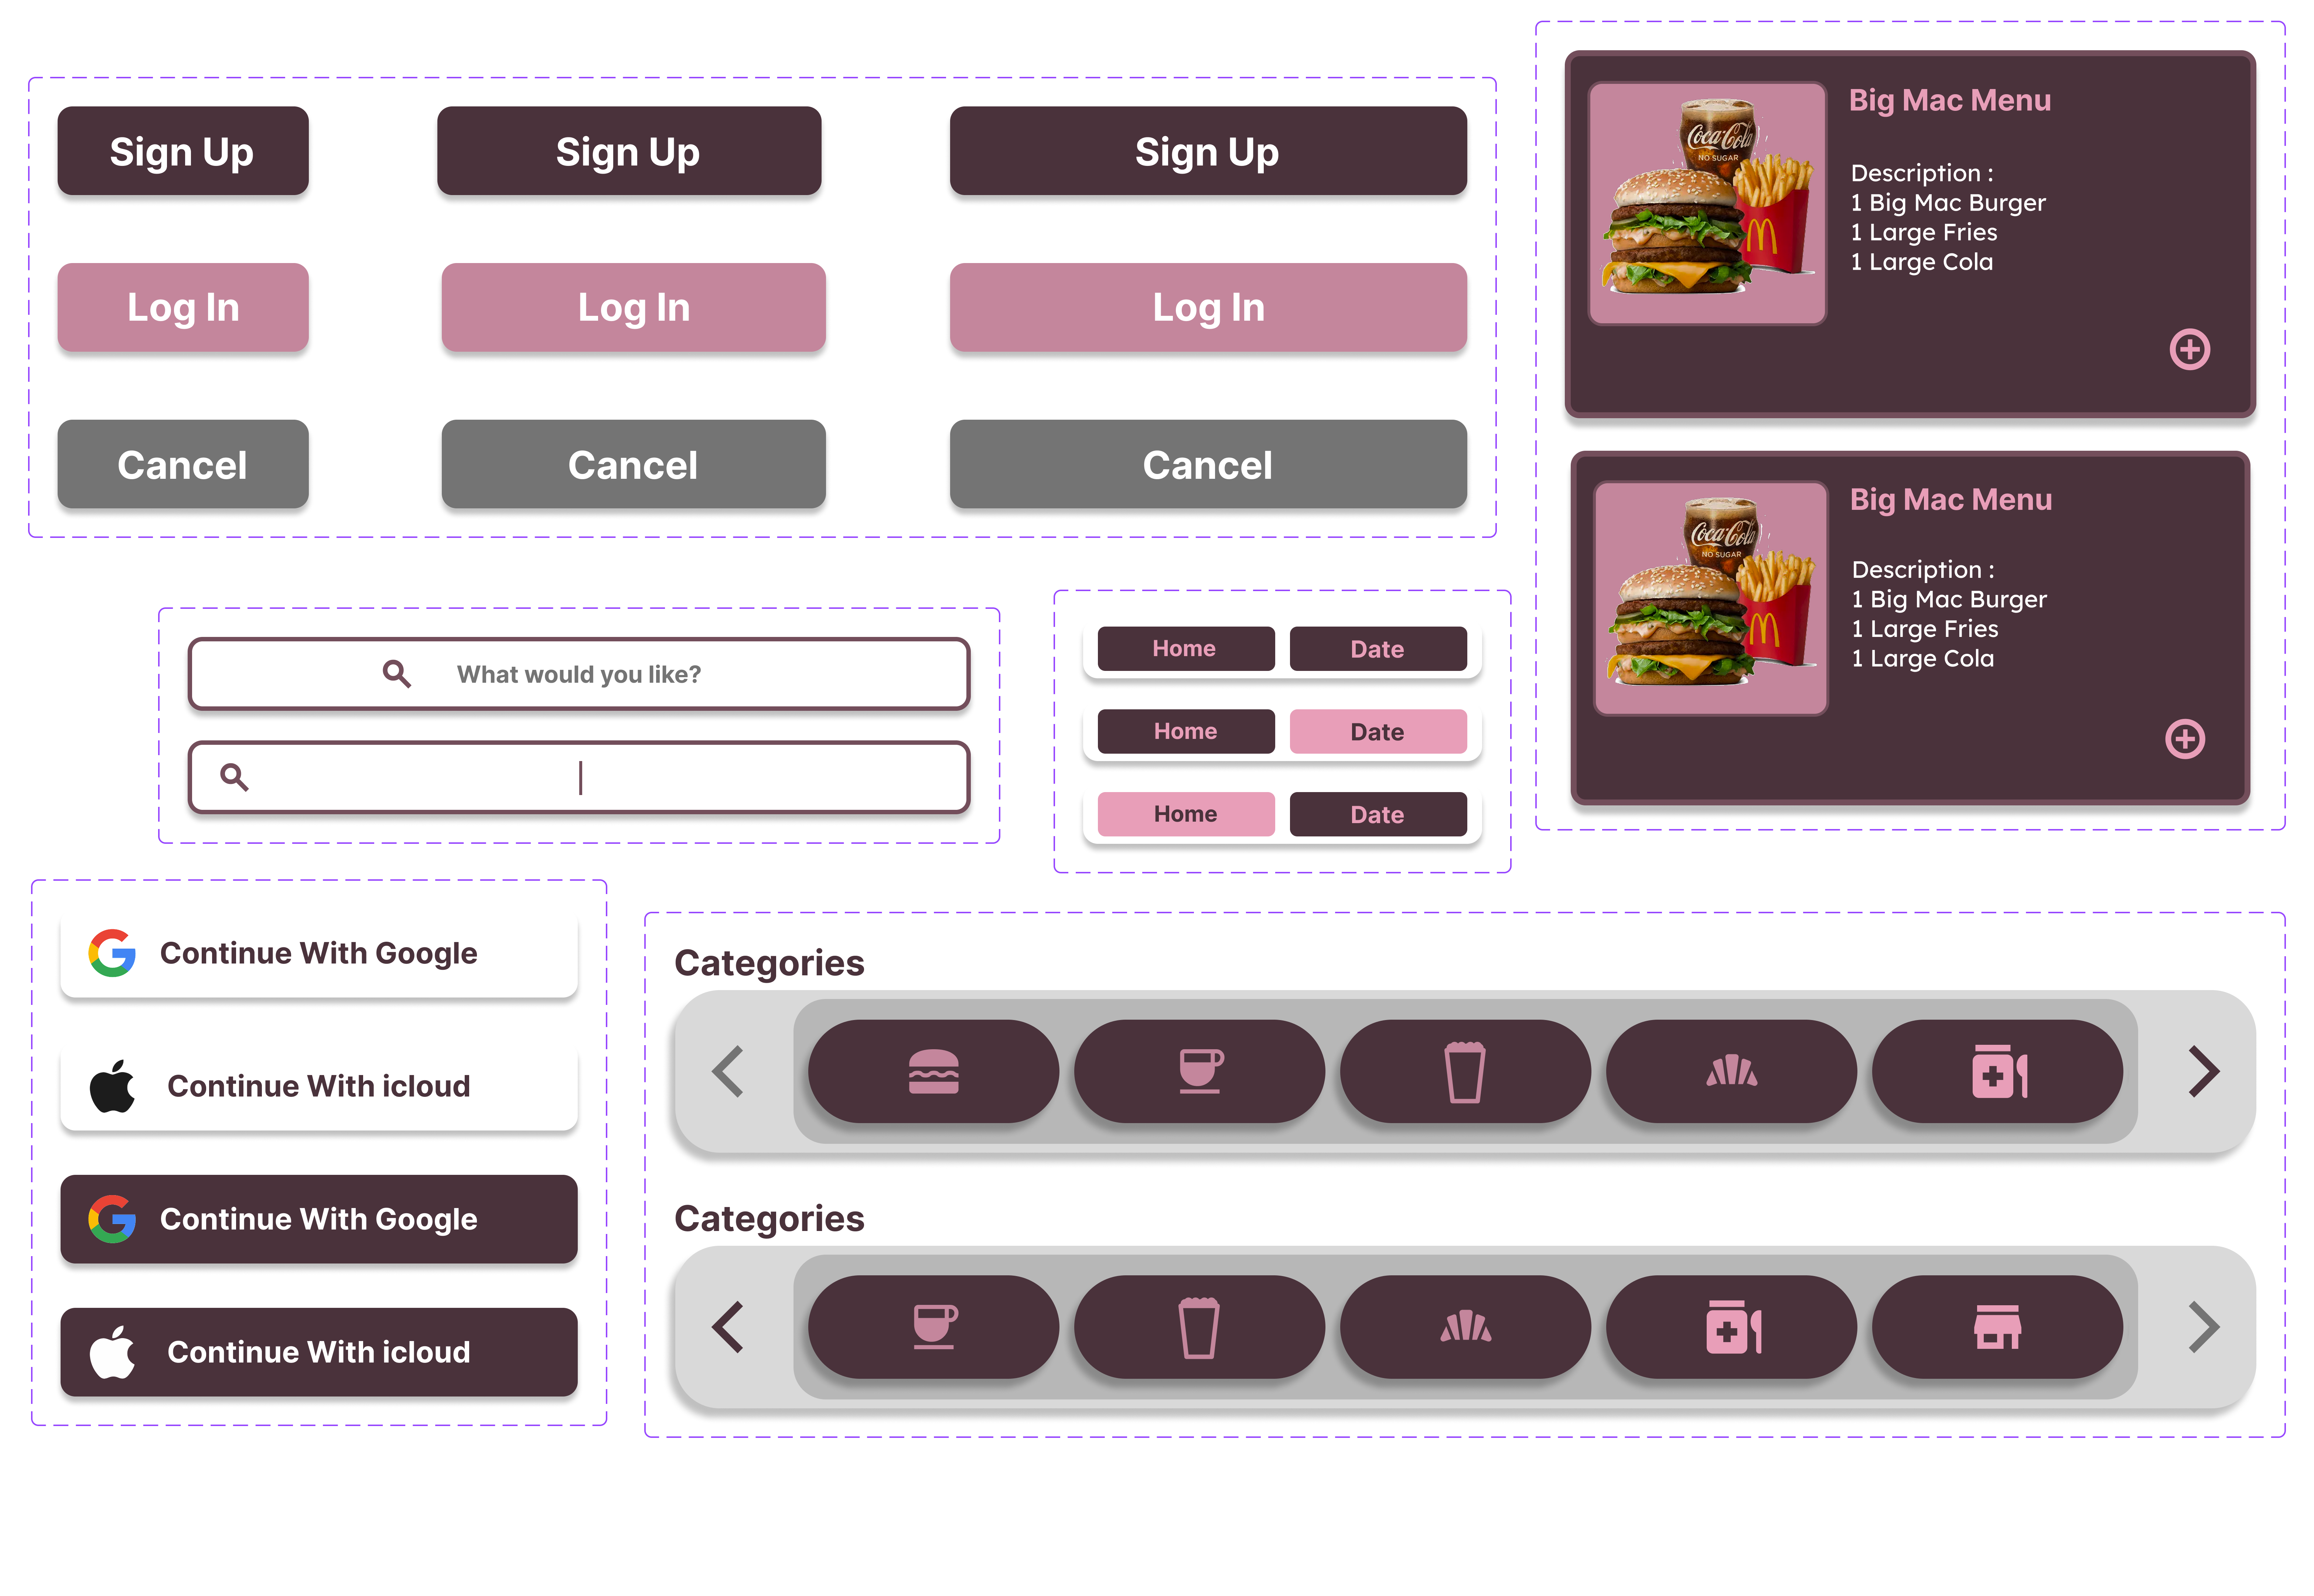 Sign Up
Sign Up
Sign Up
Log In
Log In
Log In
Cancel
Cancel
Cancel
Big Mac Menu
Coca-Cola
NO SUGAR
Description :
1 Big Mac Burger
1 Large Fries
1 Large Cola
Big Mac Menu
Coca-Cola
NO SUGAR
Description :
1 Big Mac Burger
1 Large Fries
1 Large Cola
What would you like?
Home
Date
Home
Date
Home
Date
Continue With Google
Continue With icloud
Continue With Google
Continue With icloud
Categories
Categories